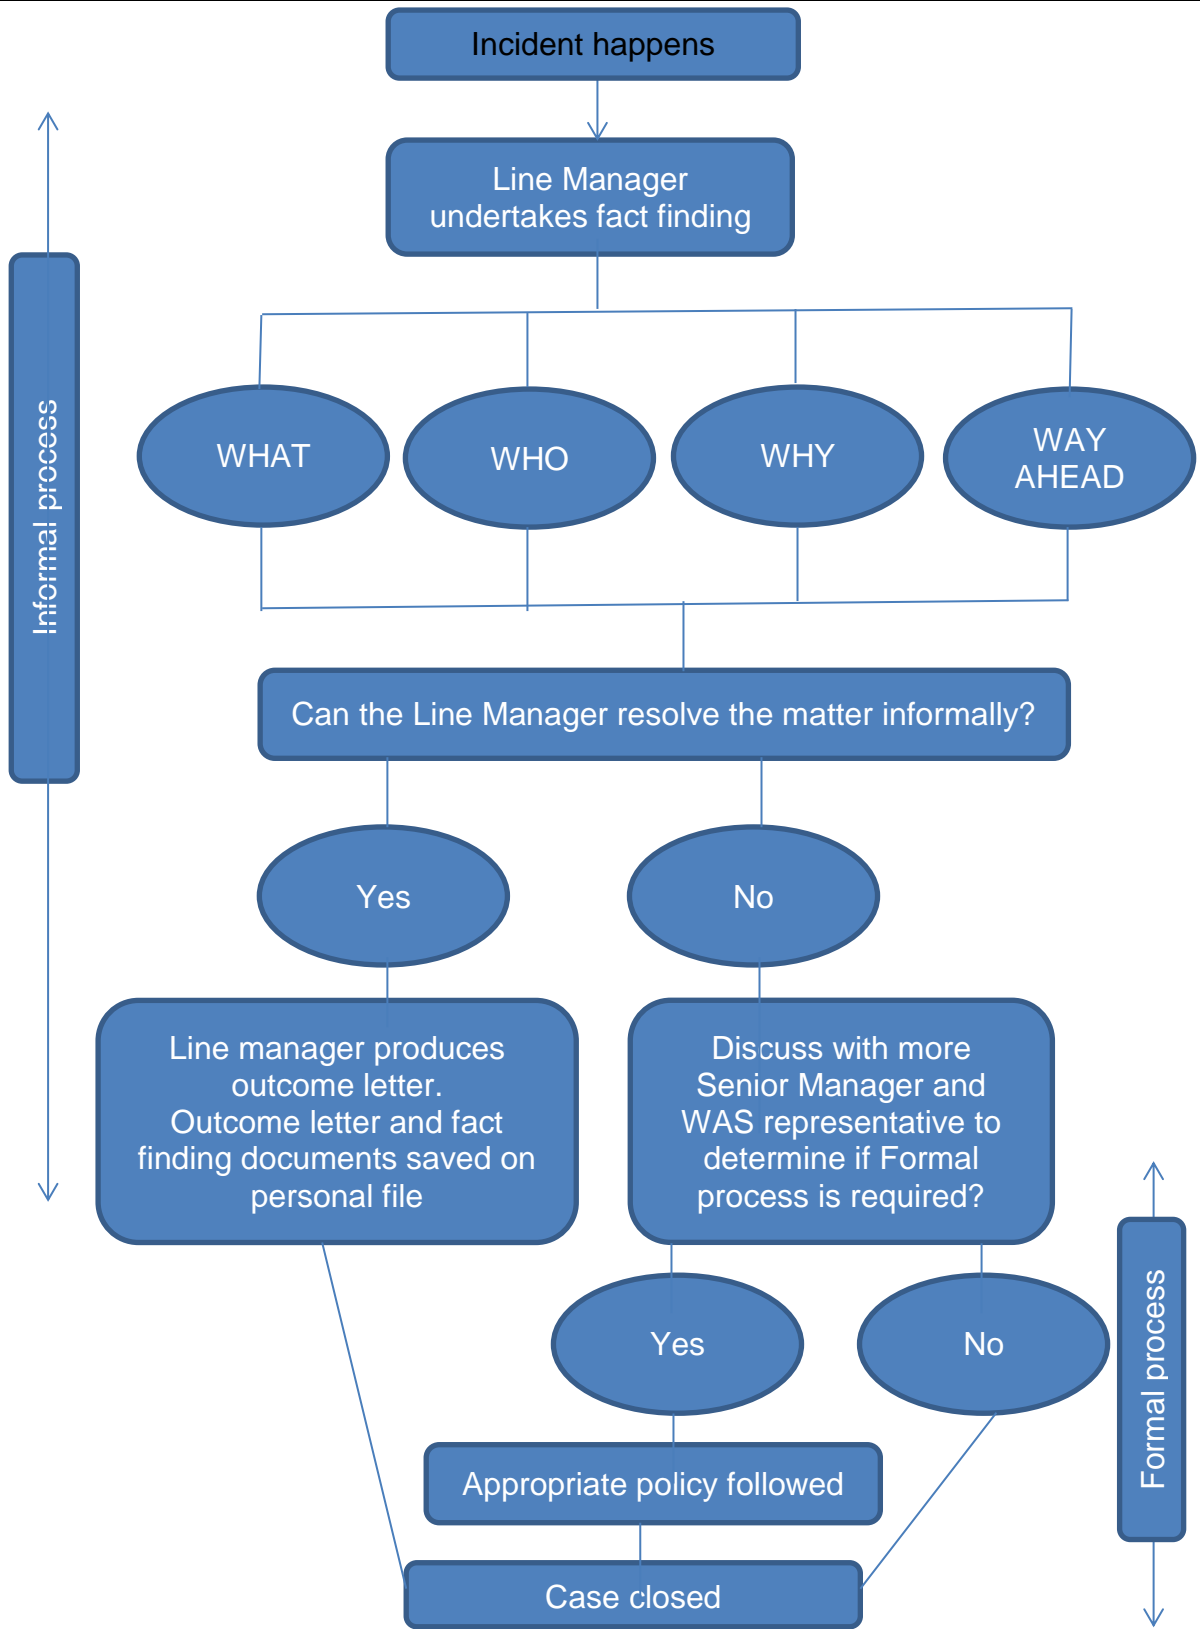 Incident happens
Line Manager
undertakes fact finding
Informal process
WHAT
WHO
WHY
WAY
AHEAD
Can the Line Manager resolve the matter informally?
Yes
No
Line manager produces
outcome letter.
Outcome letter and fact
finding documents saved on
personal file
Discuss with more
Senior Manager and
WAS representative to
determine if Formal
process is required?
Formal process
Yes
No
Appropriate policy followed
Case closed